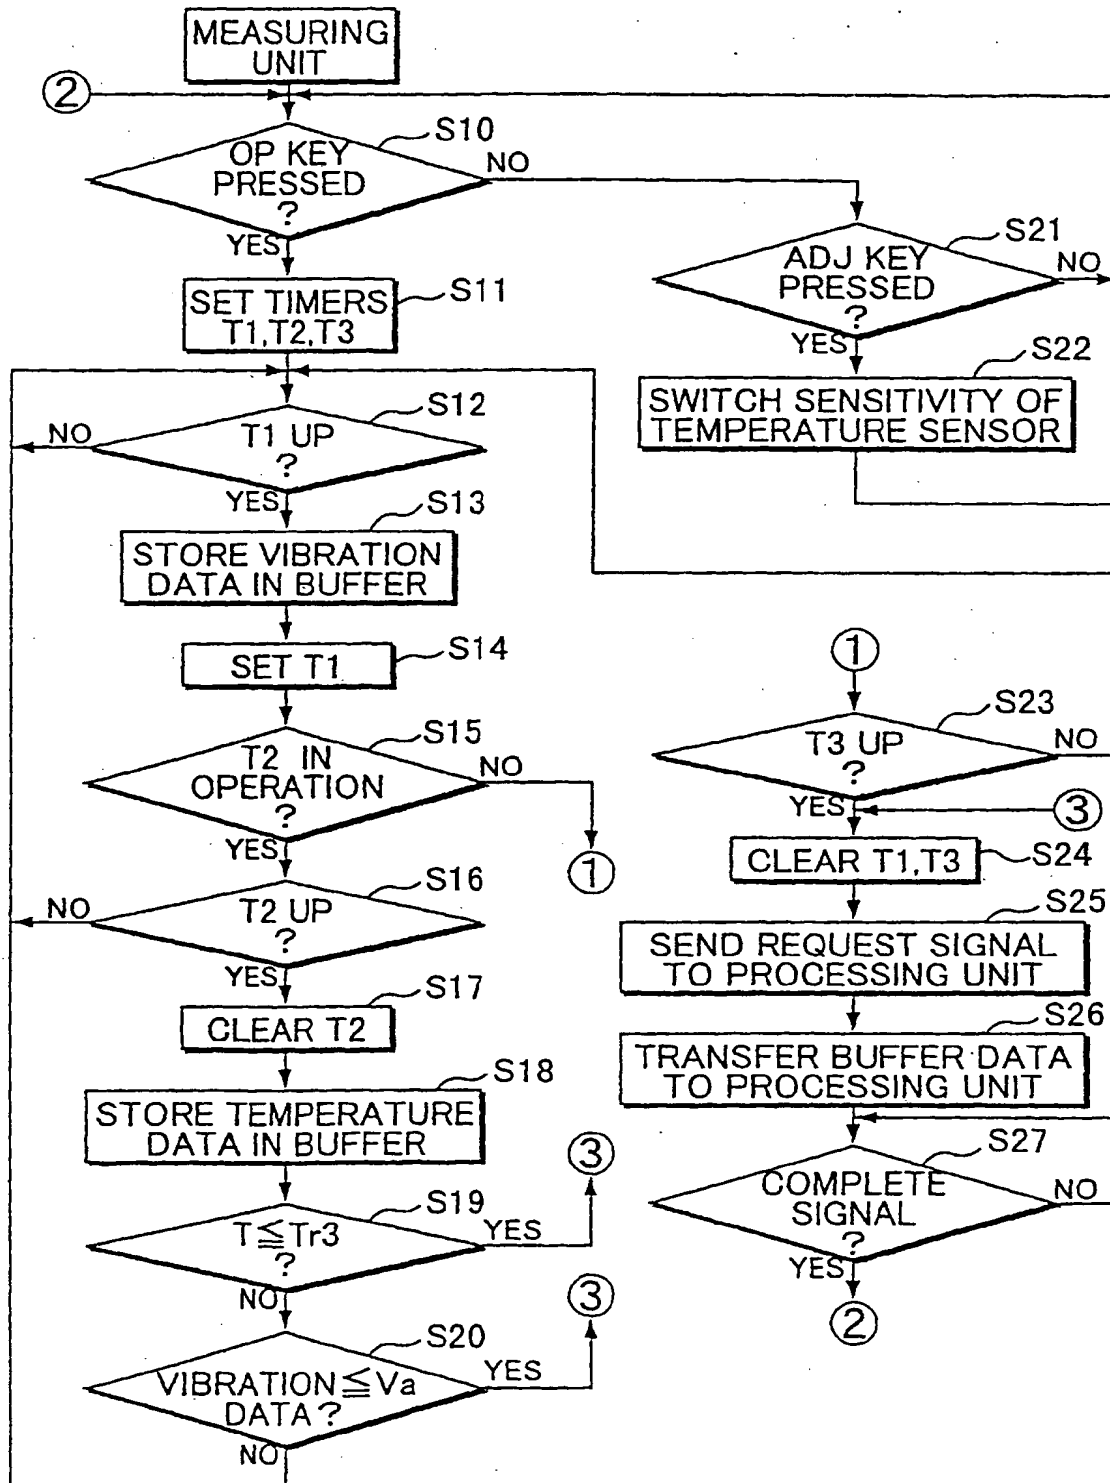 MEASURING
UNIT
②
S10
OP KEY
PRESSED
?
NO
YES
S11
SET TIMERS
T1,T2,T3
S12
T1 UP
?
NO
YES
S13
STORE VIBRATION
DATA IN BUFFER
S14
SET T1
S15
T2 IN
OPERATION
?
NO
YES
①
S16
T2 UP
?
NO
YES
S17
CLEAR T2
S18
STORE TEMPERATURE
DATA IN BUFFER
③
S19
T≦Tr3
?
YES
NO
③
S20
VIBRATION≦Va
DATA?
YES
NO
S21
ADJ KEY
PRESSED
?
NO
YES
S22
SWITCH SENSITIVITY OF
TEMPERATURE SENSOR
①
S23
T3 UP
?
NO
YES
③
S24
CLEAR T1,T3
S25
SEND REQUEST SIGNAL
TO PROCESSING UNIT
S26
TRANSFER BUFFER DATA
TO PROCESSING UNIT
S27
COMPLETE
SIGNAL
?
NO
YES
②